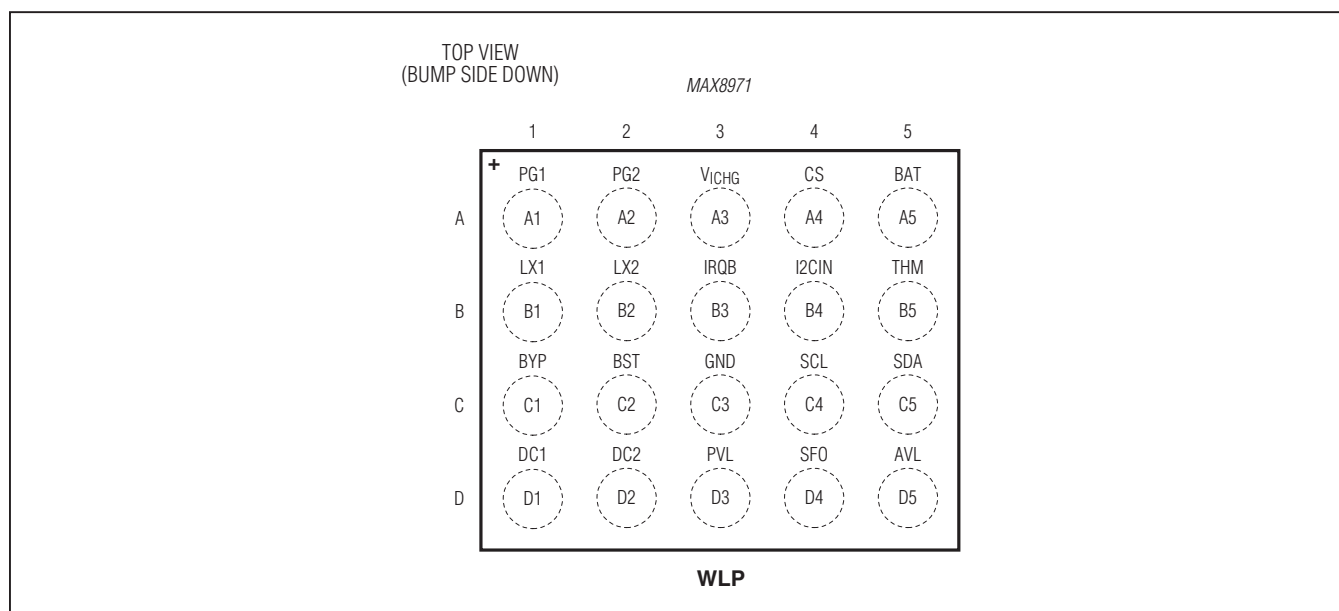 TOP VIEW
(BUMP SIDE DOWN)
MAX8971
1 2 3 4 5
+
PG1 PG2 VICHG CS BAT
A A1 A2 A3 A4 A5
LX1 LX2 IRQB I2CIN THM
B B1 B2 B3 B4 B5
BYP BST GND SCL SDA
C C1 C2 C3 C4 C5
DC1 DC2 PVL SFO AVL
D D1 D2 D3 D4 D5
WLP